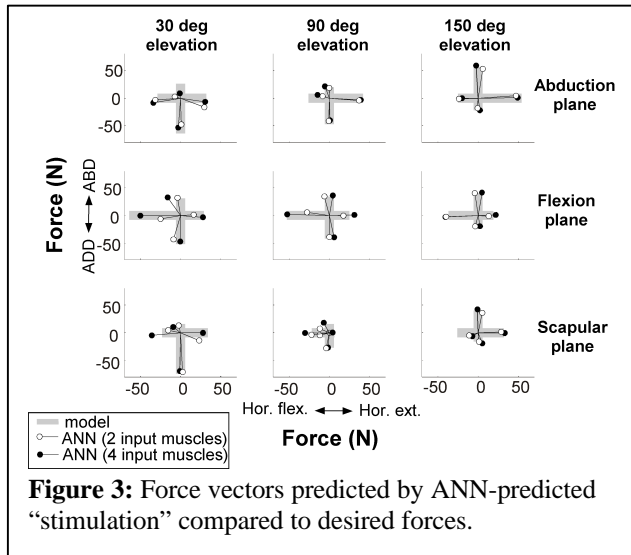 30 deg elevation
90 deg elevation
150 deg elevation
50
0
-50
Abduction plane
Force (N)
ADD ABD
50
0
-50
Flexion plane
50
0
-50
Scapular plane
-50 0 50
-50 0 50
-50 0 50
Hor. flex. Hor. ext.
Force (N)
model
ANN (2 input muscles)
ANN (4 input muscles)
Figure 3: Force vectors predicted by ANN-predicted
“stimulation” compared to desired forces.